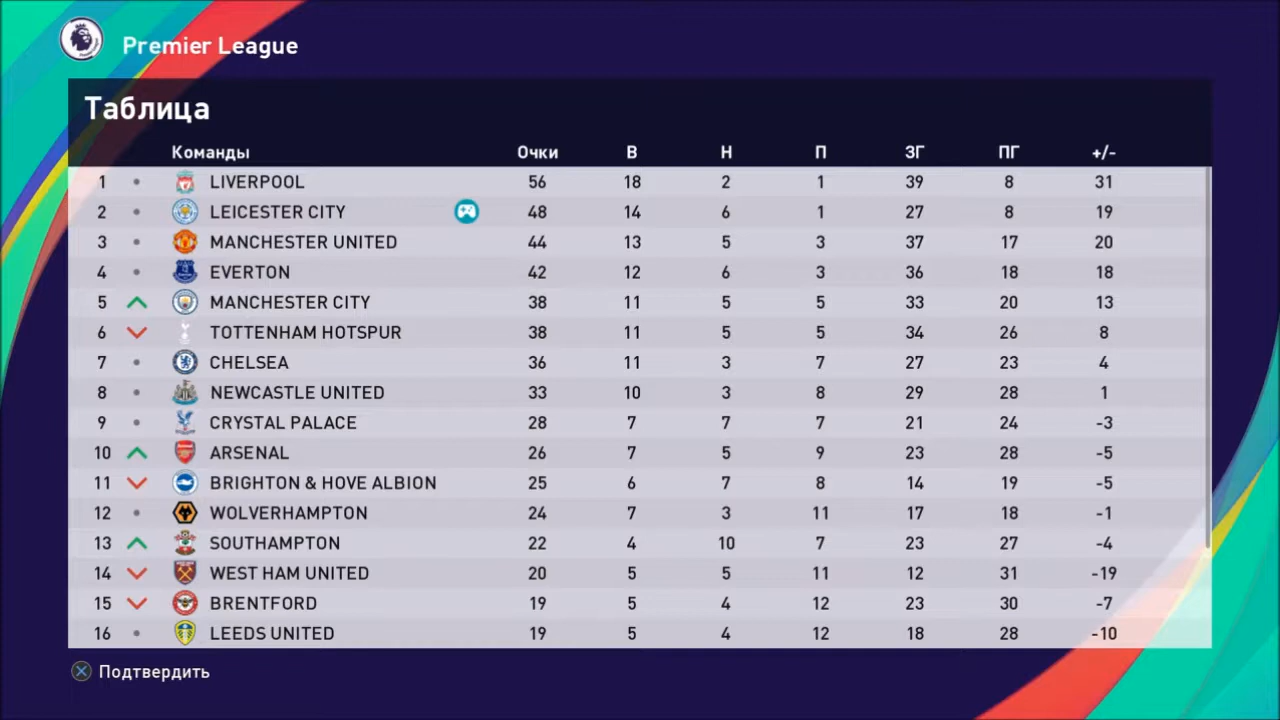 Premier League
Таблица
Команды Очки В Н П ЗГ ПГ +/-
1 LIVERPOOL 56 18 2 1 39 8 31
2 LEICESTER CITY 48 14 6 1 27 8 19
3 MANCHESTER UNITED 44 13 5 3 37 17 20
4 EVERTON 42 12 6 3 36 18 18
5 MANCHESTER CITY 38 11 5 5 33 20 13
6 TOTTENHAM HOTSPUR 38 11 5 5 34 26 8
7 CHELSEA 36 11 3 7 27 23 4
8 NEWCASTLE UNITED 33 10 3 8 29 28 1
9 CRYSTAL PALACE 28 7 7 7 21 24 -3
10 ARSENAL 26 7 5 9 23 28 -5
11 BRIGHTON & HOVE ALBION 25 6 7 8 14 19 -5
12 WOLVERHAMPTON 24 7 3 11 17 18 -1
13 SOUTHAMPTON 22 4 10 7 23 27 -4
14 WEST HAM UNITED 20 5 5 11 12 31 -19
15 BRENTFORD 19 5 4 12 23 30 -7
16 LEEDS UNITED 19 5 4 12 18 28 -10
Подтвердить